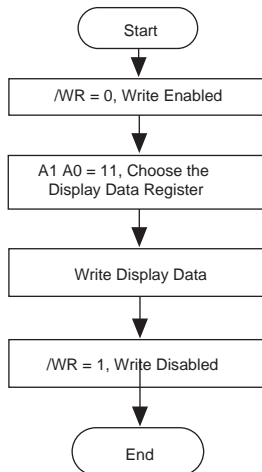 Start
/WR = 0, Write Enabled
A1 A0 = 11, Choose the
Display Data Register
Write Display Data
/WR = 1, Write Disabled
End